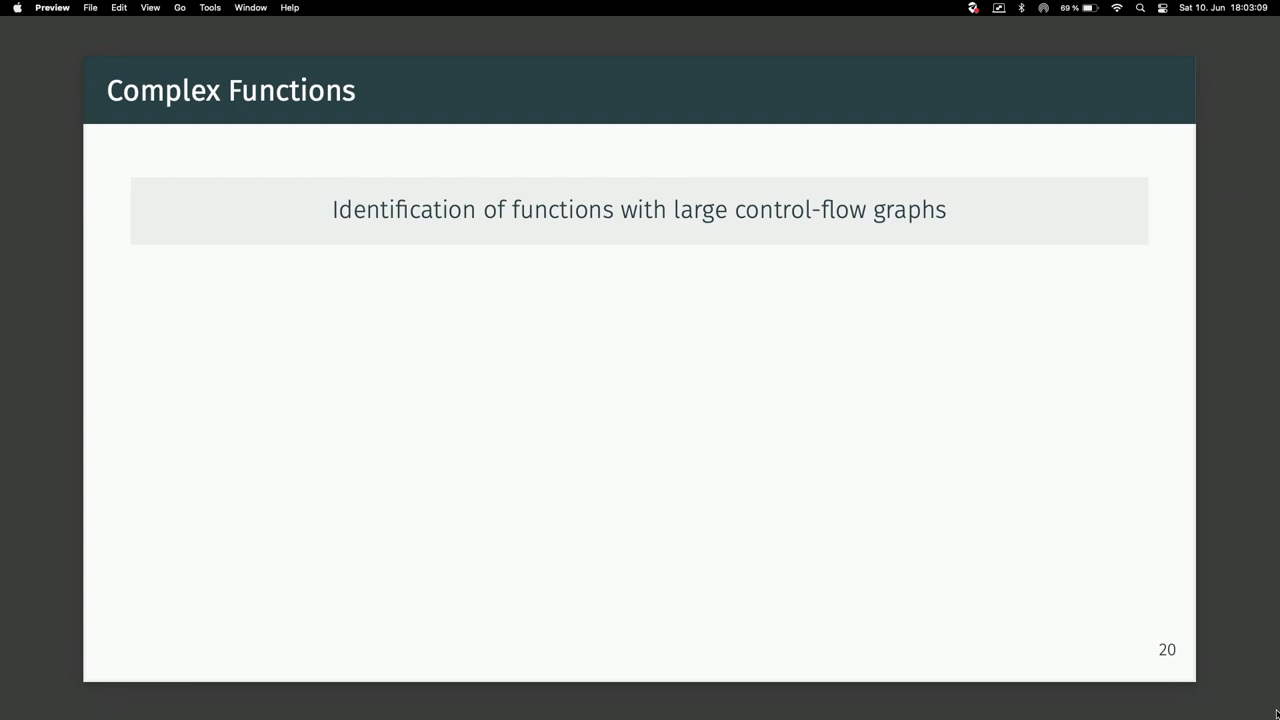 Preview File Edit View Go Tools Window Help 69 % Sat 10. Jun 18:03:09
Complex Functions
Identification of functions with large control-flow graphs
20